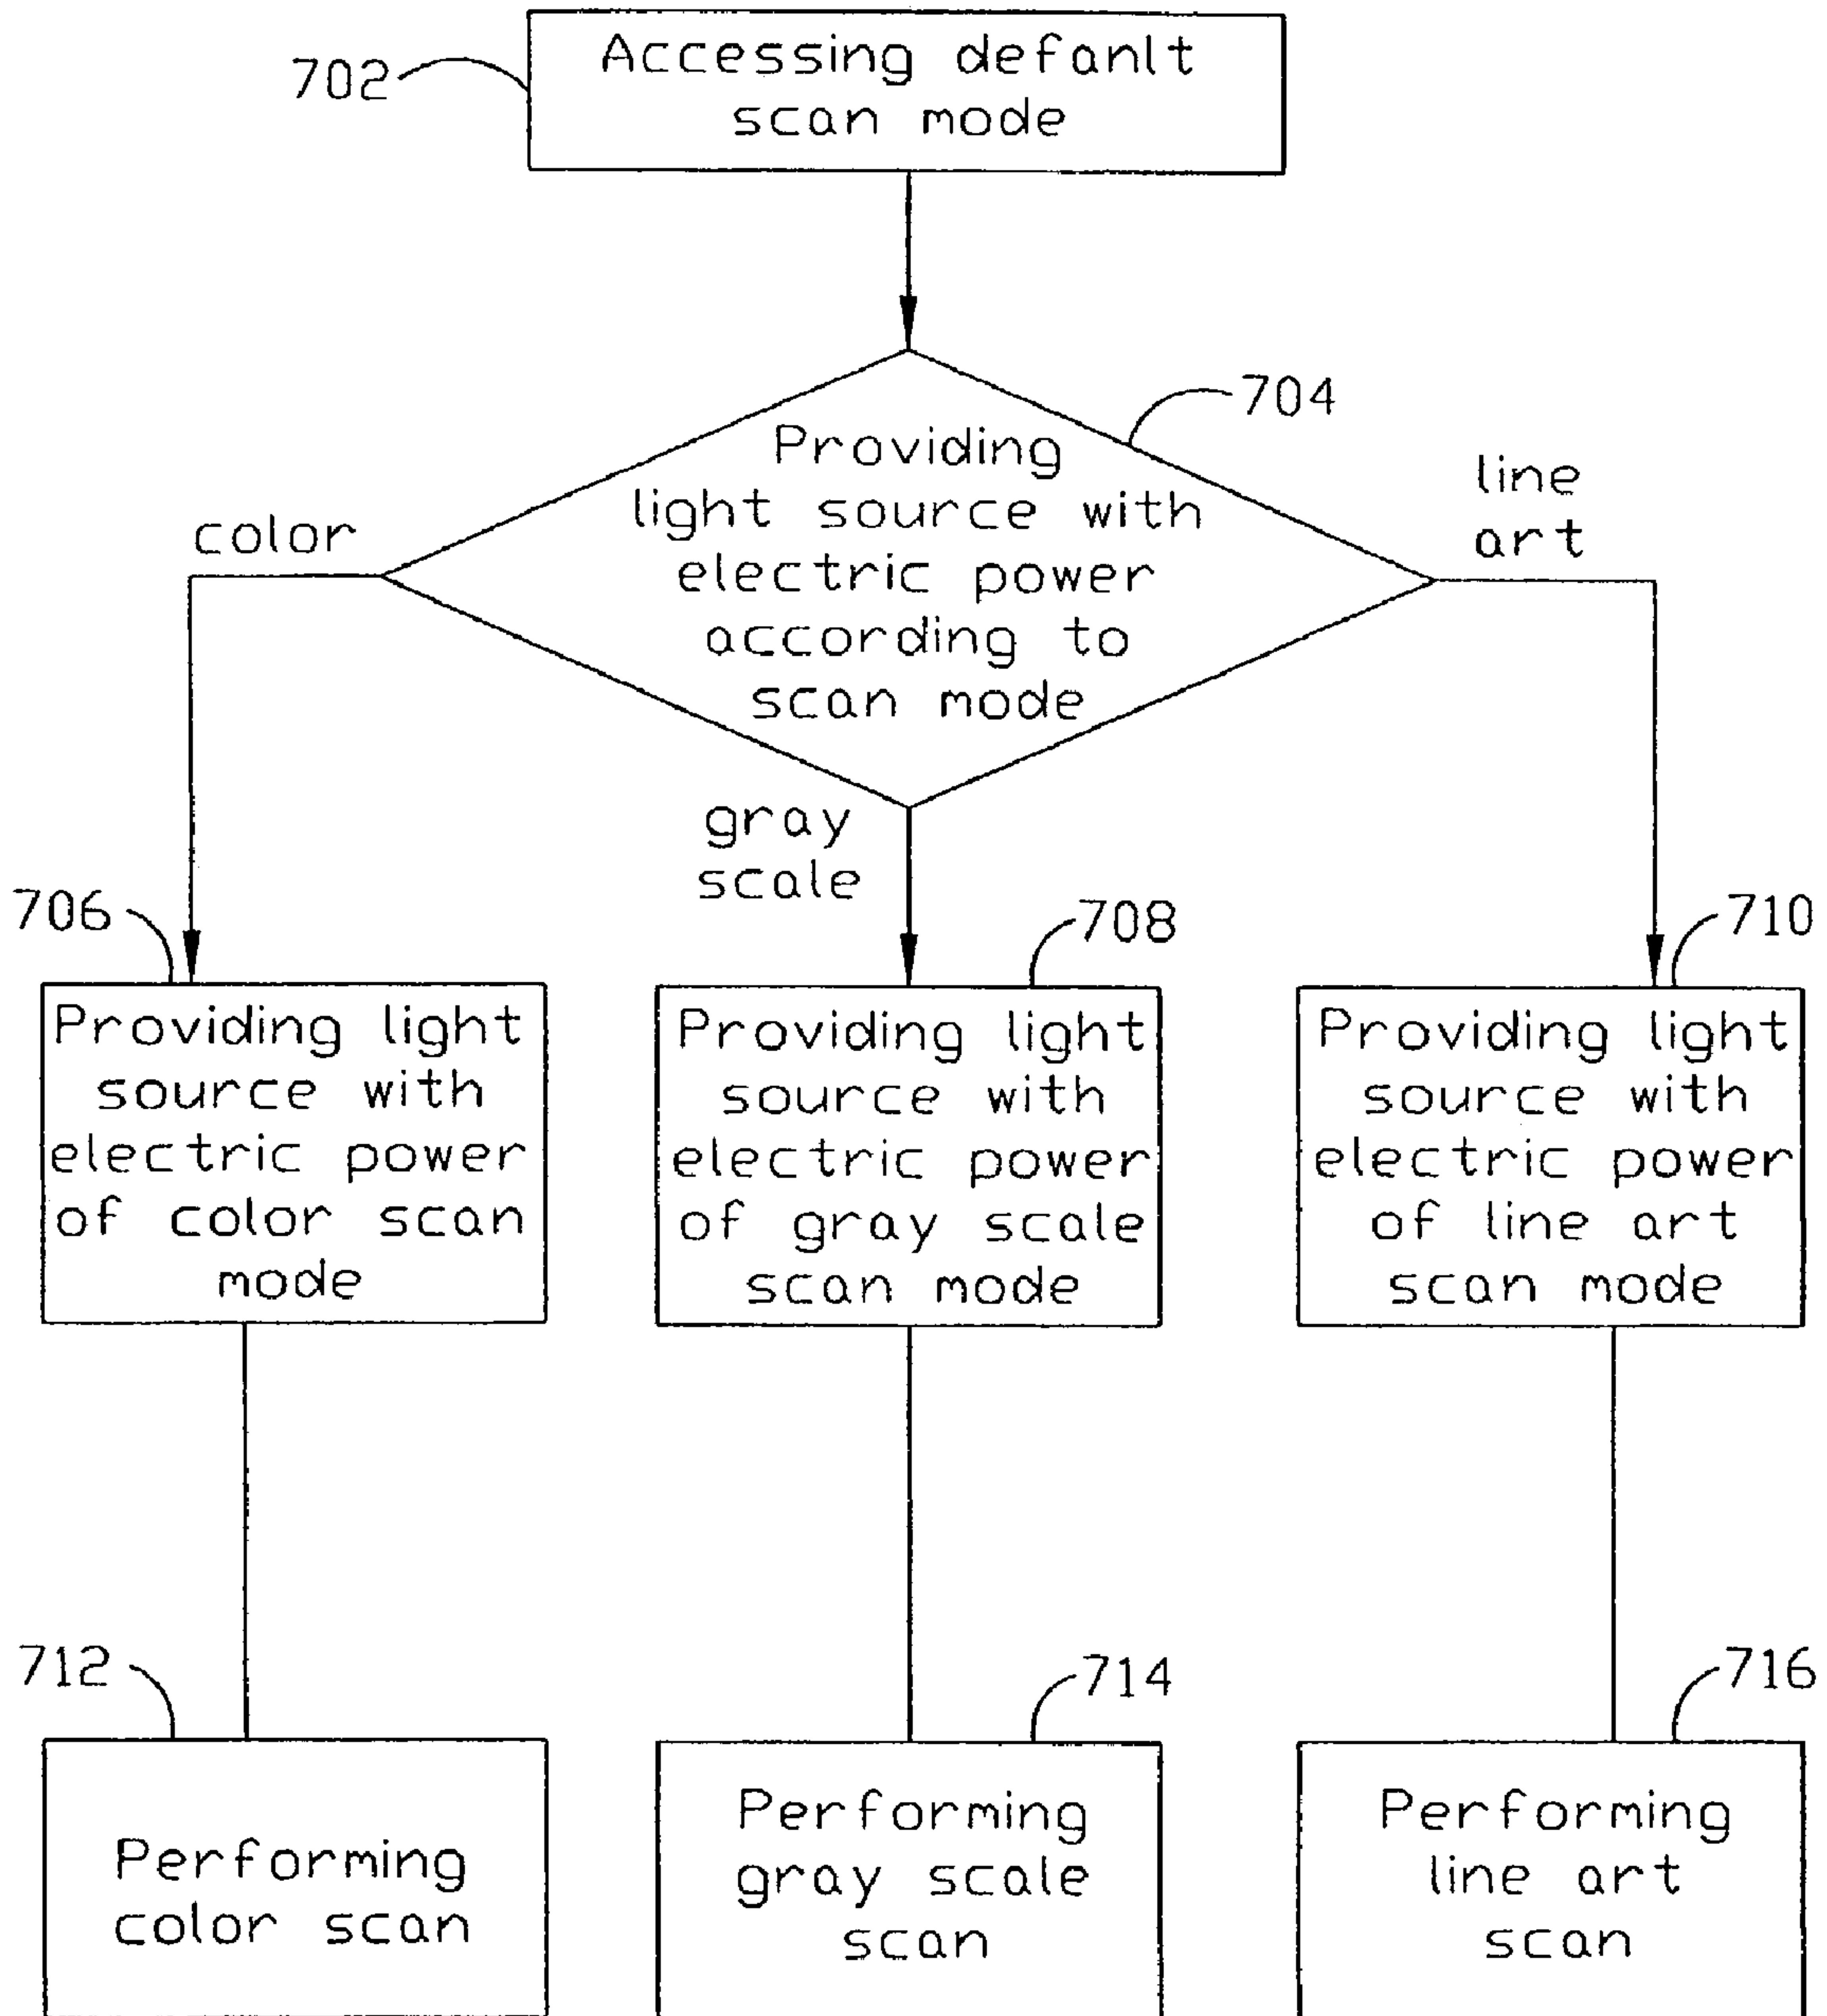 702
Accessing defanlt
scan mode
704
Providing
light source with
electric power
according to
scan mode
color
line
art
gray
scale
706
Providing light
source with
electric power
of color scan
mode
708
Providing light
source with
electric power
of gray scale
scan mode
710
Providing light
source with
electric power
of line art
scan mode
712
Performing
color scan
714
Performing
gray scale
scan
716
Performing
line art
scan